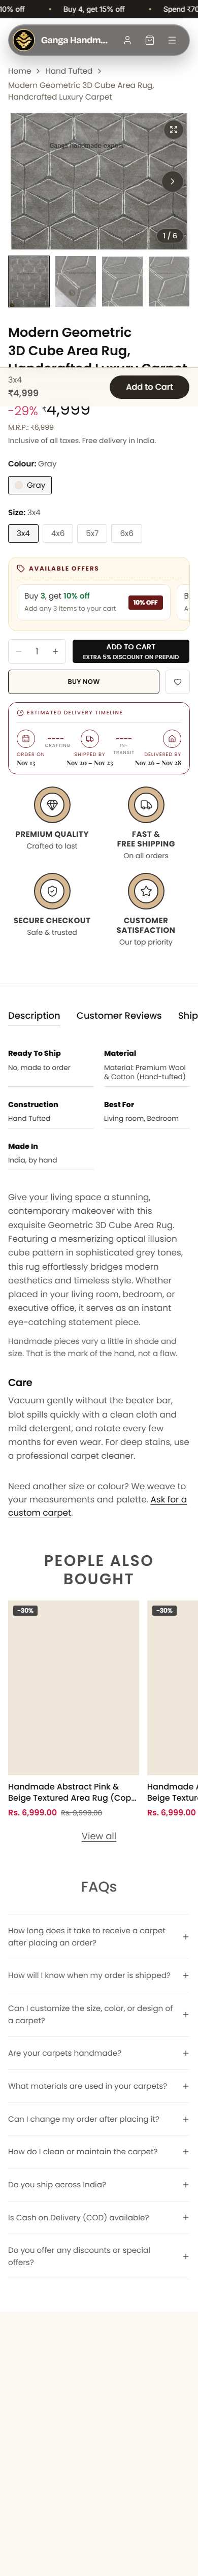 10% off • Buy 4, get 15% off • Spend ₹70
Ganga Handm...
Home > Hand Tufted >
Modern Geometric 3D Cube Area Rug,
Handcrafted Luxury Carpet
Ganga handmade expets
1 / 6
Modern Geometric
3D Cube Area Rug,
Handcrafted Luxury Carpet
3x4
₹4,999
Add to Cart
-29% ₹4,999
M.R.P.: ₹6,999
Inclusive of all taxes. Free delivery in India.
Colour: Gray
Gray
Size: 3x4
3x4 4x6 5x7 6x6
AVAILABLE OFFERS
Buy 3, get 10% off
Add any 3 items to your cart
10% OFF
− 1 +
ADD TO CART
EXTRA 5% DISCOUNT ON PREPAID
BUY NOW
ESTIMATED DELIVERY TIMELINE
CRAFTING
IN-
TRANSIT
ORDER ON SHIPPED BY DELIVERED BY
Nov 13 Nov 20 – Nov 23 Nov 26 – Nov 28
PREMIUM QUALITY
Crafted to last
FAST &
FREE SHIPPING
On all orders
SECURE CHECKOUT
Safe & trusted
CUSTOMER
SATISFACTION
Our top priority
Description Customer Reviews Ship
Ready To Ship
No, made to order
Material
Material: Premium Wool
& Cotton (Hand-tufted)
Construction
Hand Tufted
Best For
Living room, Bedroom
Made In
India, by hand
Give your living space a stunning,
contemporary makeover with this
exquisite Geometric 3D Cube Area Rug.
Featuring a mesmerizing optical illusion
cube pattern in sophisticated grey tones,
this rug effortlessly bridges modern
aesthetics and timeless style. Whether
placed in your living room, bedroom, or
executive office, it serves as an instant
eye-catching statement piece.
Handmade pieces vary a little in shade and
size. That is the mark of the hand, not a flaw.
Care
Vacuum gently without the beater bar,
blot spills quickly with a clean cloth and
mild detergent, and rotate every few
months for even wear. For deep stains, use
a professional carpet cleaner.
Need another size or colour? We weave to
your measurements and palette. Ask for a
custom carpet.
PEOPLE ALSO
BOUGHT
-30%
Handmade Abstract Pink &
Beige Textured Area Rug (Cop...
Rs. 6,999.00 Rs. 9,999.00
-30%
Handmade A
Beige Textur
Rs. 6,999.00
View all
FAQs
How long does it take to receive a carpet
after placing an order?
How will I know when my order is shipped?
Can I customize the size, color, or design of
a carpet?
Are your carpets handmade?
What materials are used in your carpets?
Can I change my order after placing it?
How do I clean or maintain the carpet?
Do you ship across India?
Is Cash on Delivery (COD) available?
Do you offer any discounts or special
offers?